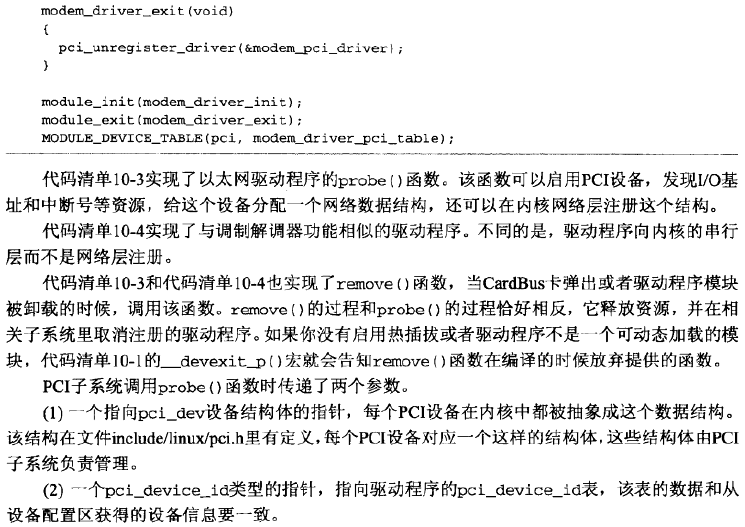 modem_driver_exit(void)
{
pci_unregister_driver(&modem_pci_driver);
}
module_init(modem_driver_init);
module_exit(modem_driver_exit);
MODULE_DEVICE_TABLE(pci, modem_driver_pci_table);
代码清单10-3实现了以太网驱动程序的probe()函数。该函数可以启用PCI设备，发现I/O基
址和中断号等资源，给这个设备分配一个网络数据结构，还可以在内核网络层注册这个结构。
代码清单10-4实现了与调制解调器功能相似的驱动程序。不同的是，驱动程序向内核的串行
层而不是网络层注册。
代码清单10-3和代码清单10-4也实现了remove()函数，当CardBus卡弹出或者驱动程序模块
被卸载的时候，调用该函数。remove()的过程和probe()的过程恰好相反，它释放资源，并在相
关子系统里取消注册的驱动程序。如果你没有启用热插拔或者驱动程序不是一个可动态加载的模
块，代码清单10-1的__devexit_p()宏就会告知remove()函数在编译的时候放弃提供的函数。
PCI子系统调用probe()函数时传递了两个参数。
(1) 一个指向pci_dev设备结构体的指针，每个PCI设备在内核中都被抽象成这个数据结构。
该结构在文件include/linux/pci.h里有定义，每个PCI设备对应一个这样的结构体，这些结构体由PCI
子系统负责管理。
(2) 一个pci_device_id类型的指针，指向驱动程序的pci_device_id表，该表的数据和从
设备配置区获得的设备信息要一致。